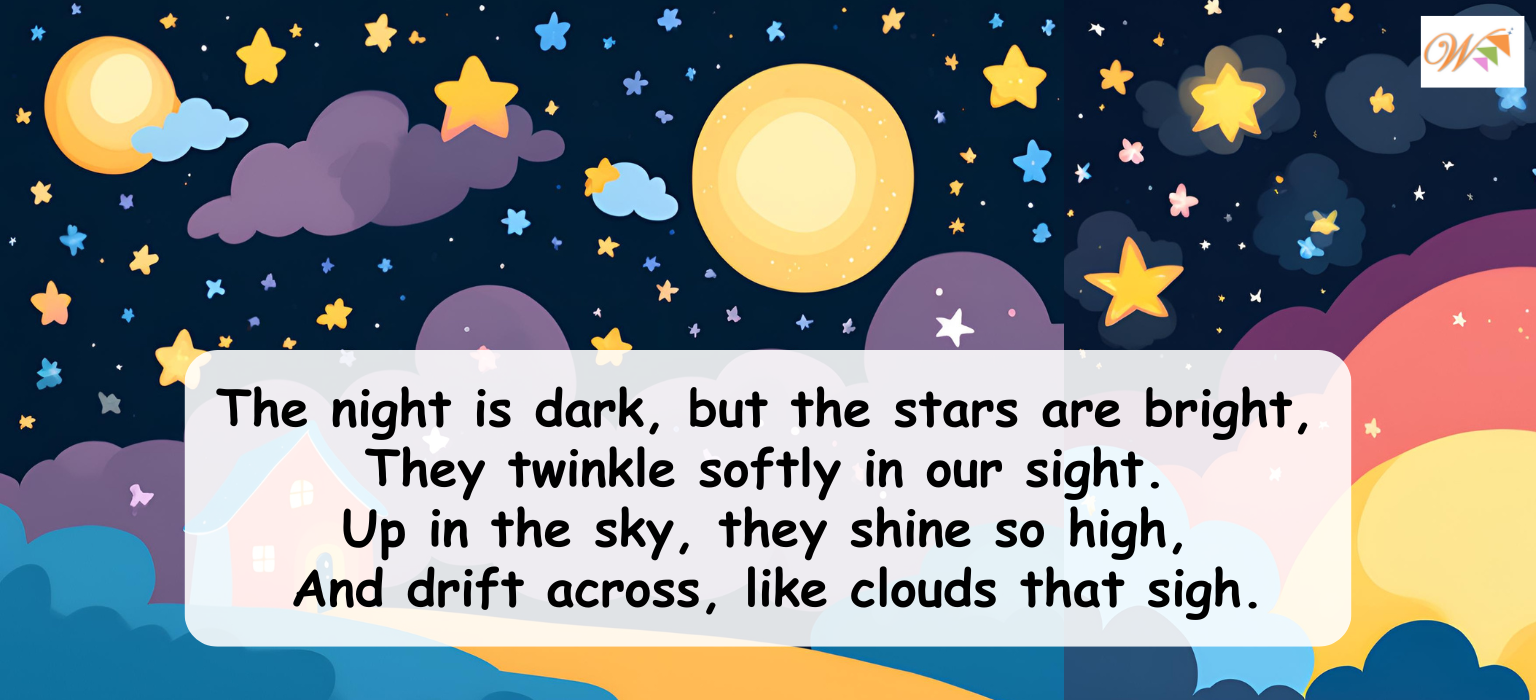 W
The night is dark, but the stars are bright,
They twinkle softly in our sight.
Up in the sky, they shine so high,
And drift across, like clouds that sigh.